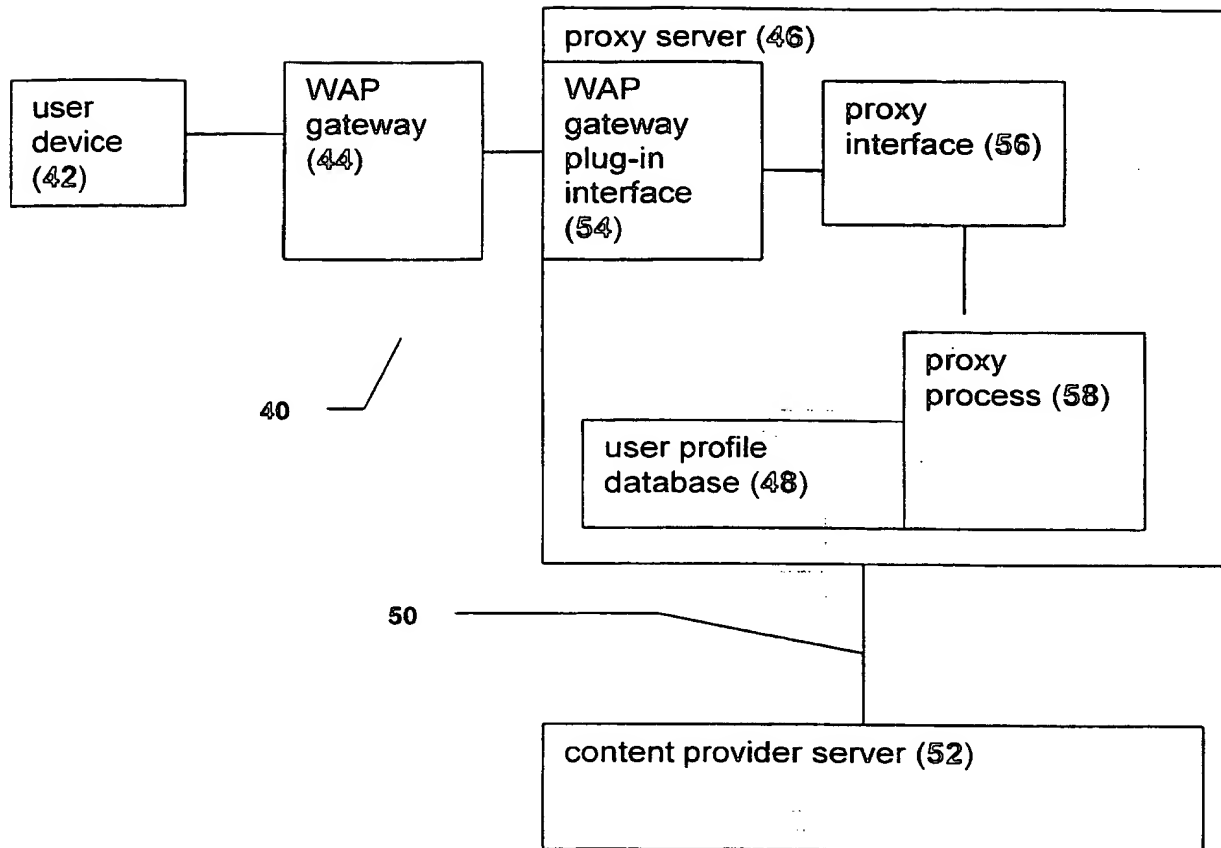 proxy server (46)
user
device
(42)
WAP
gateway
(44)
WAP
gateway
plug-in
interface
(54)
proxy
interface (56)
proxy
process (58)
40
user profile
database (48)
50
content provider server (52)